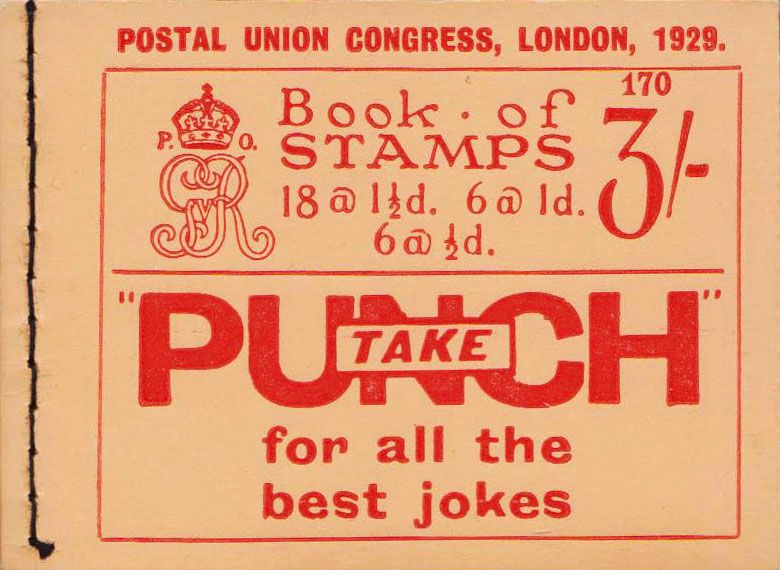 POSTAL UNION CONGRESS, LONDON, 1929.
170
P. O.
GR
Book · of
STAMPS
3/-
18 @ 1½d. 6 @ 1d.
6 @ ½d.
"PUNCH"
TAKE
for all the
best jokes